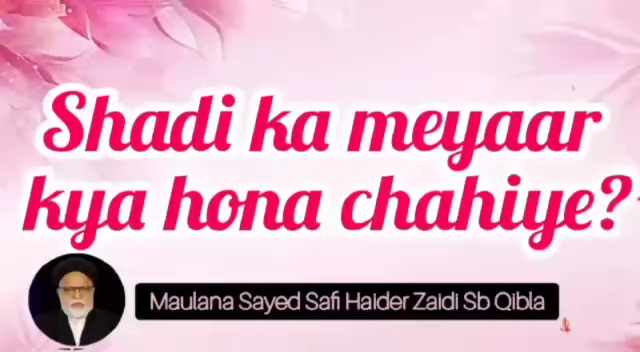 Shadi ka meyaar
kya hona chahiye?
Maulana Sayed Safi Haider Zaidi Sb Qibla